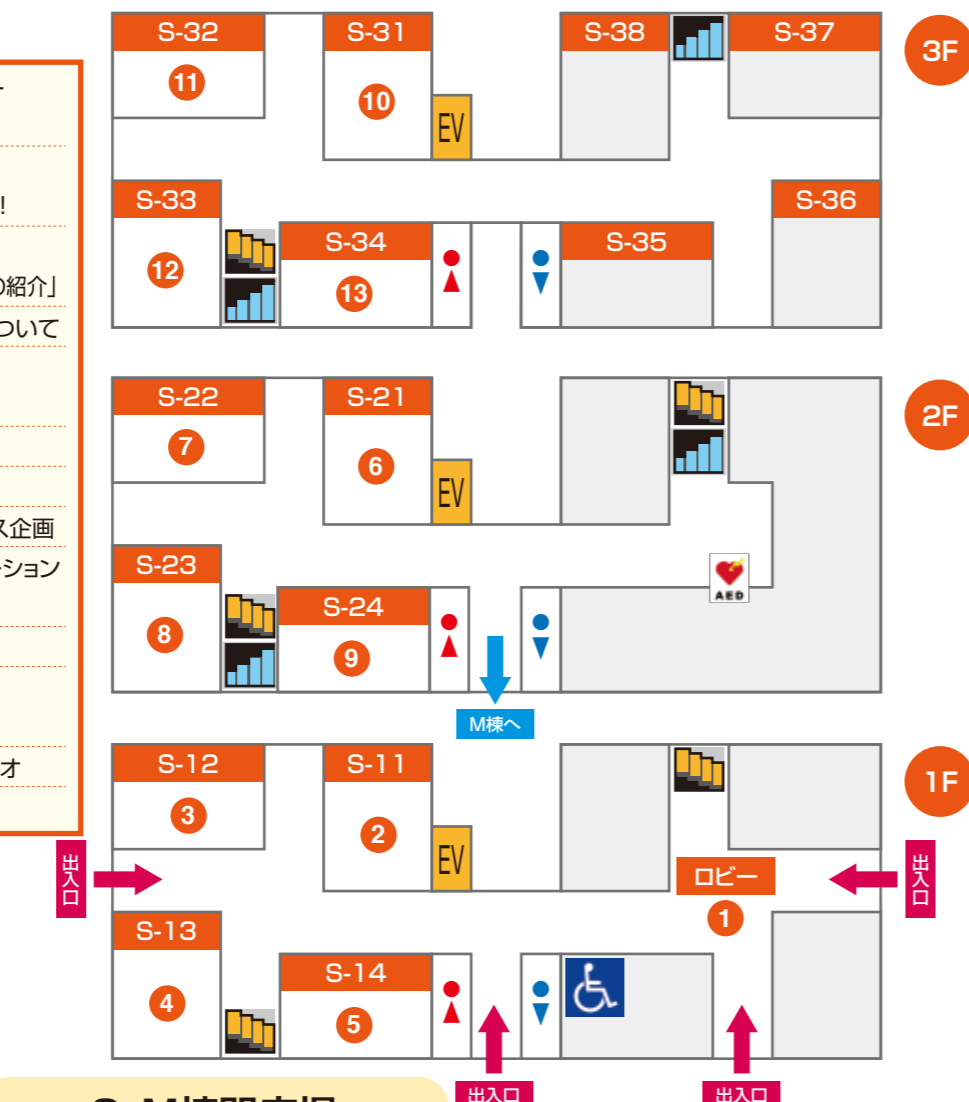 !
の紹介」
ついて
ス企画
ーション
オ
3F
S-32
S-31
S-38
S-37
11
10
EV
S-33
S-34
S-35
S-36
12
13
2F
S-22
S-21
7
6
EV
AED
S-23
S-24
8
9
M棟へ
1F
S-12
S-11
3
2
EV
出入口
ロビー
1
出入口
S-13
S-14
4
5
出入口
出入口